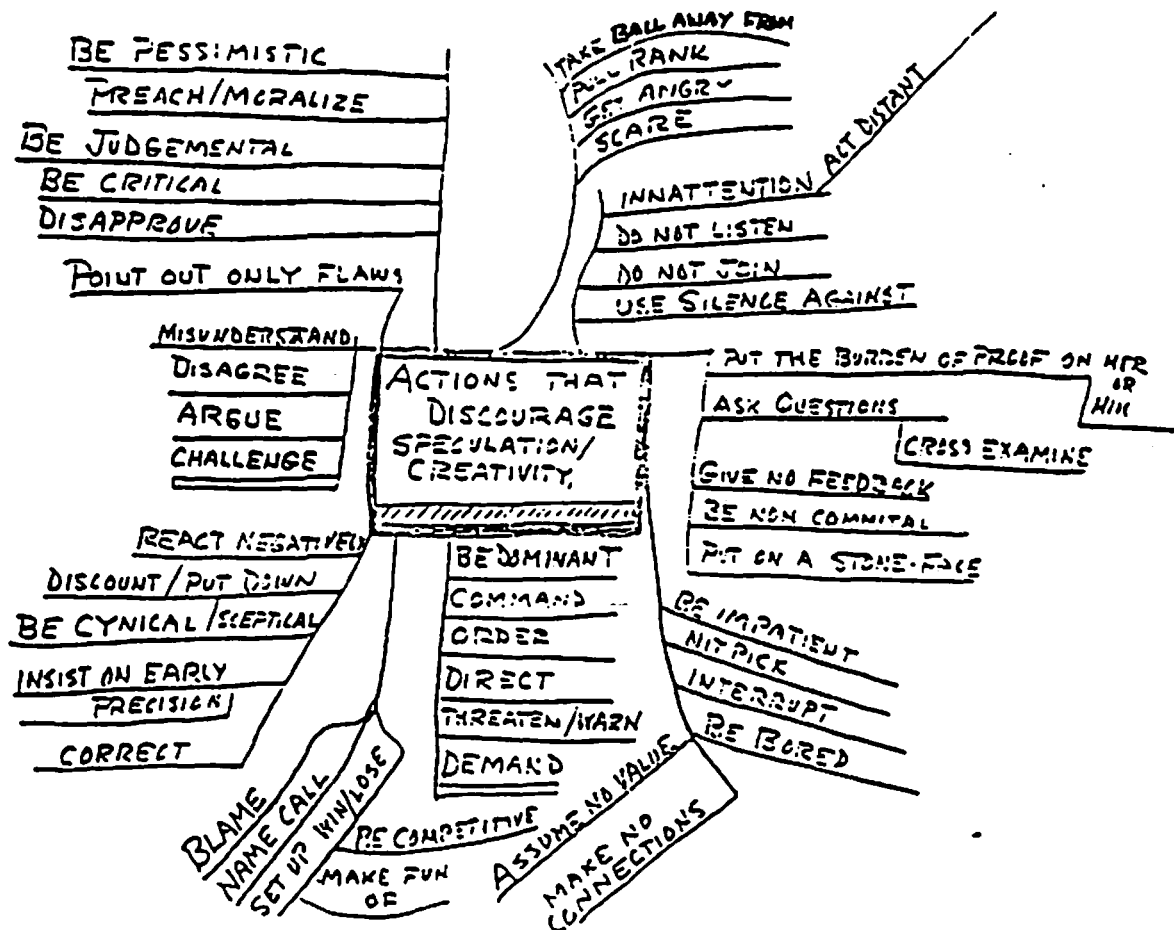 BE PESSIMISTIC
PREACH/MORALIZE
BE JUDGEMENTAL
BE CRITICAL
DISAPPROVE
POINT OUT ONLY FLAWS
TAKE BALL AWAY FROM
PULL RANK
GET ANGRY
SCARE
INNATTENTION
ACT DISTANT
DO NOT LISTEN
DO NOT JOIN
USE SILENCE AGAINST
MISUNDERSTAND
DISAGREE
ARGUE
CHALLENGE
ACTIONS THAT
DISCOURAGE
SPECULATION/
CREATIVITY
PUT THE BURDEN OF PROOF ON HER
OR
HIM
ASK QUESTIONS
CROSS EXAMINE
GIVE NO FEEDBACK
BE NON COMMITAL
PUT ON A STONE-FACE
REACT NEGATIVELY
DISCOUNT/PUT DOWN
BE CYNICAL/SCEPTICAL
INSIST ON EARLY
PRECISION
CORRECT
BE DOMINANT
COMMAND
ORDER
DIRECT
THREATEN/WARN
DEMAND
BE IMPATIENT
NIT PICK
INTERRUPT
BE BORED
BLAME
NAME CALL
SET UP WIN/LOSE
BE COMPETITIVE
MAKE FUN
OF
ASSUME NO VALUE
MAKE NO
CONNECTIONS